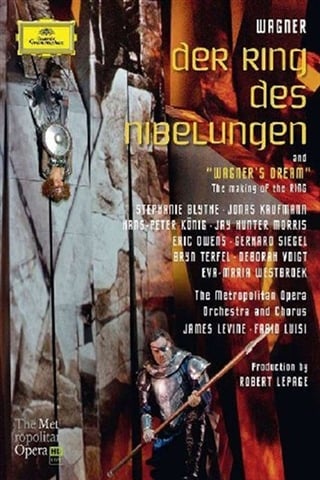 Deutsche
Grammophon
WAGNER
DER RING
DES
NIBELUNGEN
and
"WAGNER'S DREAM"
The making of the RING
STEPHANIE BLYTHE · JONAS KAUFMANN
HANS-PETER KÖNIG · JAY HUNTER MORRIS
ERIC OWENS · GERHARD SIEGEL
BRYN TERFEL · DEBORAH VOIGT
EVA-MARIA WESTBROEK
The Metropolitan Opera
Orchestra and Chorus
JAMES LEVINE · FABIO LUISI
Production by
ROBERT LEPAGE
The Met
ropolitan
Opera HD